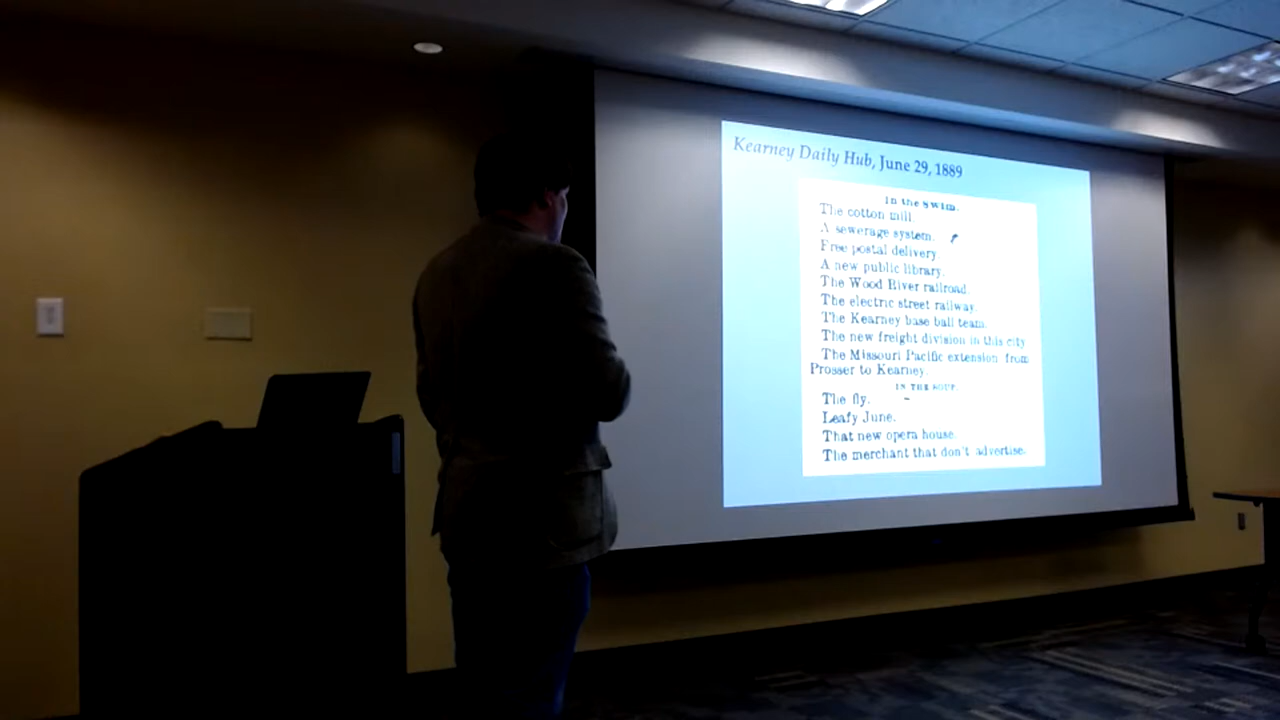 Kearney Daily Hub, June 29, 1889
In the Swim.
The cotton mill.
A sewerage system.
Free postal delivery.
A new public library.
The Wood River railroad.
The electric street railway.
The Kearney base ball team.
The new freight division in this city
The Missouri Pacific extension from
Prosser to Kearney.
IN THE SOUP.
The fly.
Leafy June.
That new opera house.
The merchant that don't advertise.